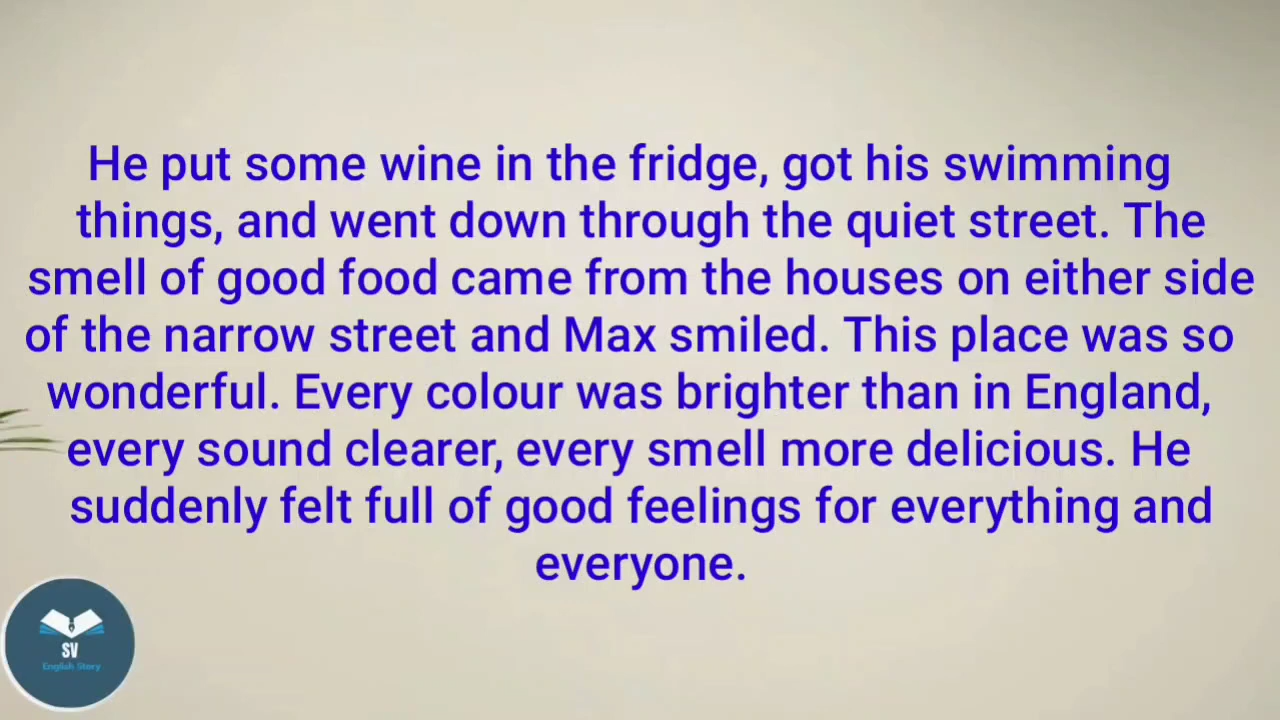 He put some wine in the fridge, got his swimming
things, and went down through the quiet street. The
smell of good food came from the houses on either side
of the narrow street and Max smiled. This place was so
wonderful. Every colour was brighter than in England,
every sound clearer, every smell more delicious. He
suddenly felt full of good feelings for everything and
everyone.
SV
English Story